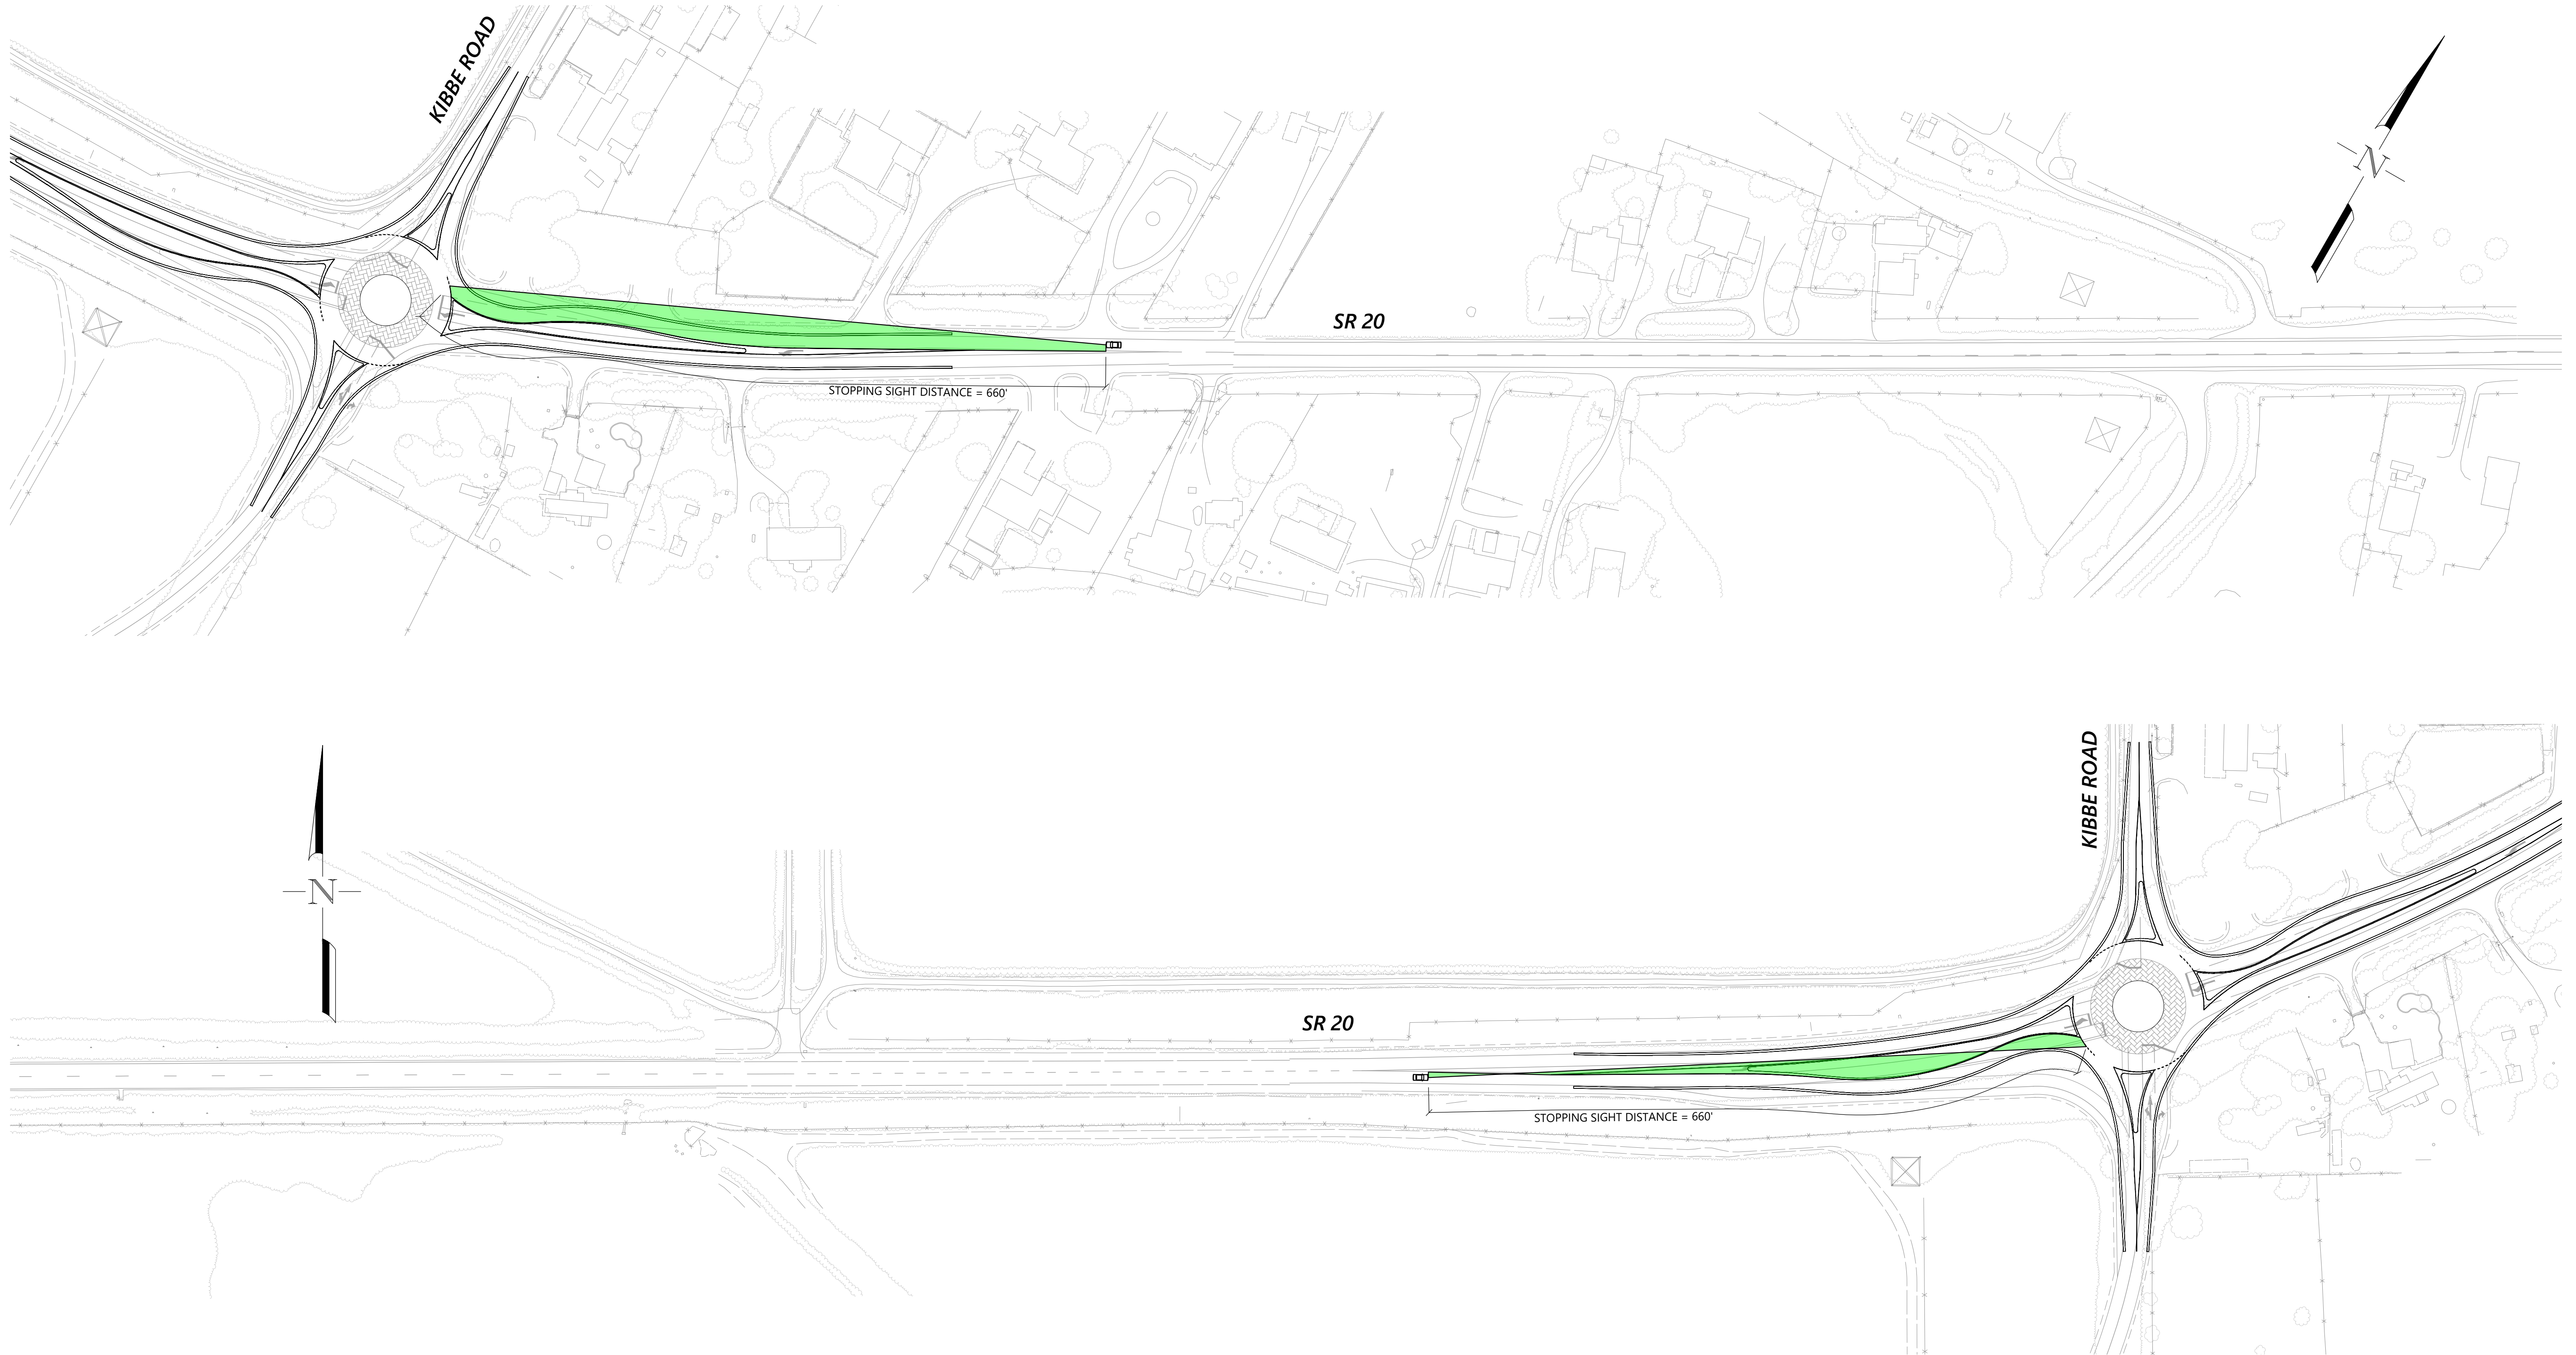 KIBBE ROAD
N
SR 20
STOPPING SIGHT DISTANCE = 660'
KIBBE ROAD
N
SR 20
STOPPING SIGHT DISTANCE = 660'